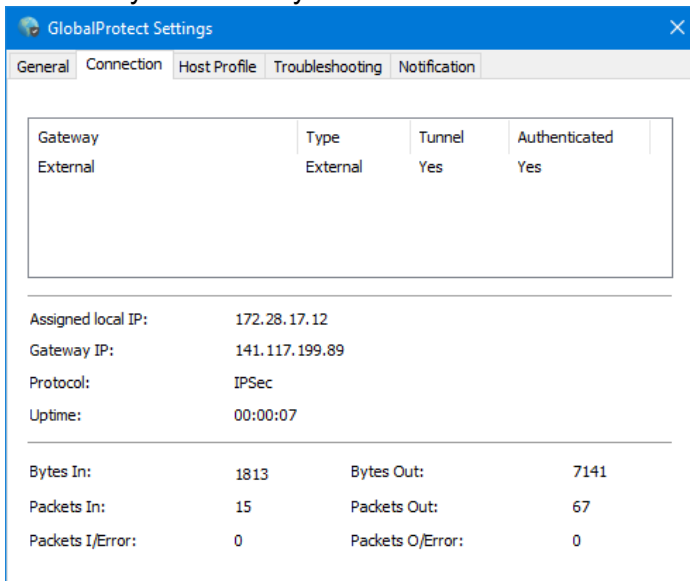 GlobalProtect Settings
General Connection Host Profile Troubleshooting Notification
Gateway Type Tunnel Authenticated
External External Yes Yes
Assigned local IP: 172.28.17.12
Gateway IP: 141.117.199.89
Protocol: IPSec
Uptime: 00:00:07
Bytes In: 1813 Bytes Out: 7141
Packets In: 15 Packets Out: 67
Packets I/Error: 0 Packets O/Error: 0